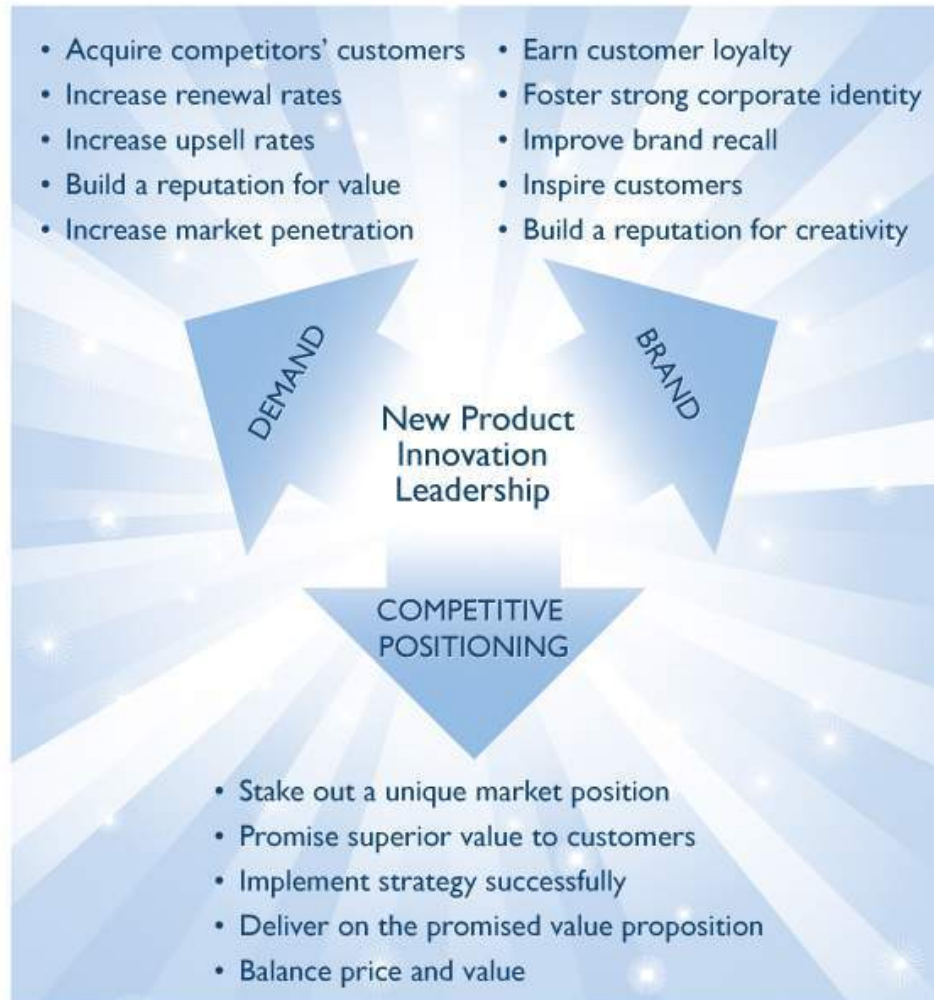 • Acquire competitors’ customers
• Increase renewal rates
• Increase upsell rates
• Build a reputation for value
• Increase market penetration
• Earn customer loyalty
• Foster strong corporate identity
• Improve brand recall
• Inspire customers
• Build a reputation for creativity
DEMAND
BRAND
New Product
Innovation
Leadership
COMPETITIVE
POSITIONING
• Stake out a unique market position
• Promise superior value to customers
• Implement strategy successfully
• Deliver on the promised value proposition
• Balance price and value